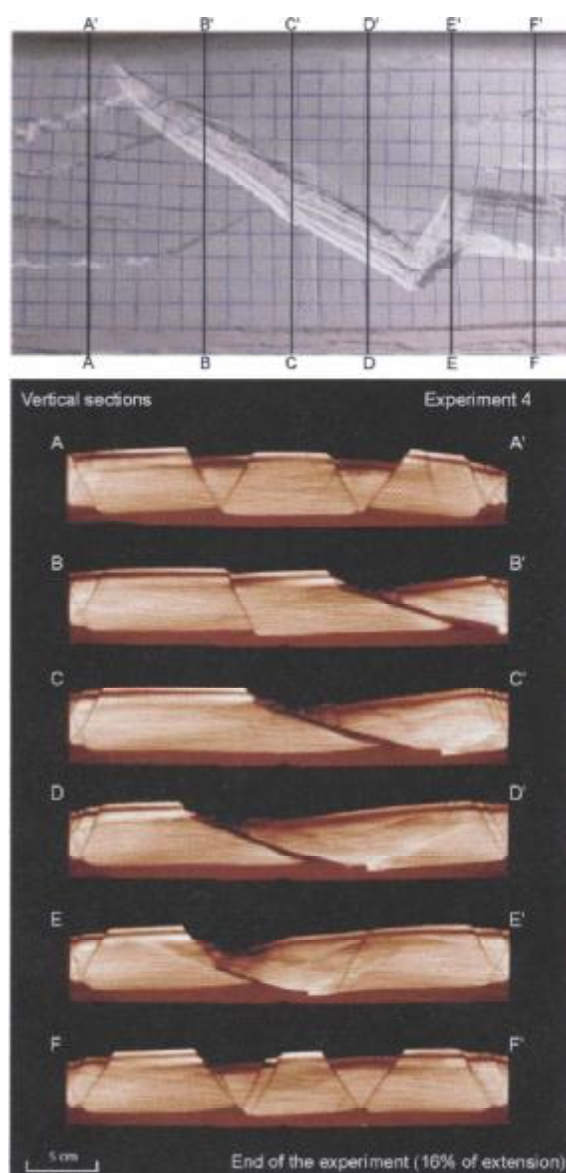 A' B' C' D' E' F'
A B C D E F
Vertical sections Experiment 4
A A'
B B'
C C'
D D'
E E'
F F'
5 cm End of the experiment (16% of extension)